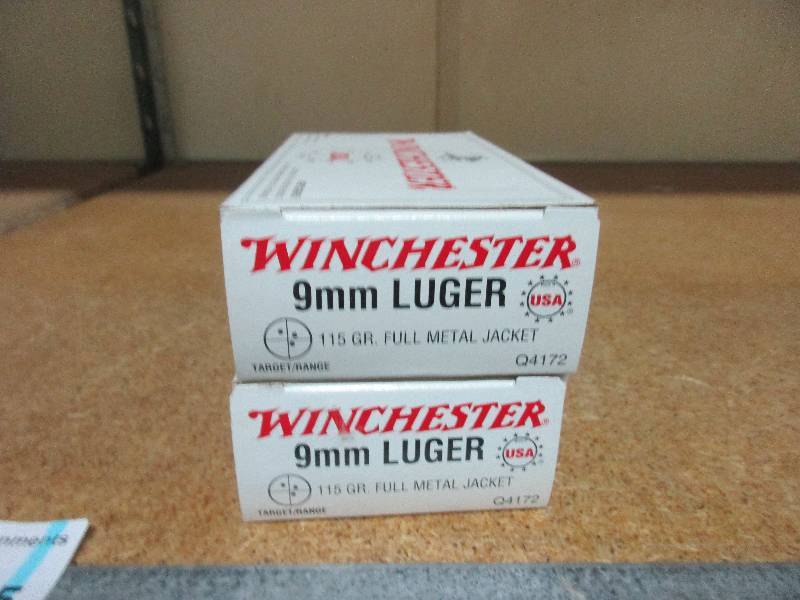 WINCHESTER
WINCHESTER®
9mm LUGER
USA
115 GR. FULL METAL JACKET
TARGET/RANGE
Q4172
WINCHESTER
9mm LUGER
USA
115 GR. FULL METAL JACKET
TARGET/RANGE
Q4172